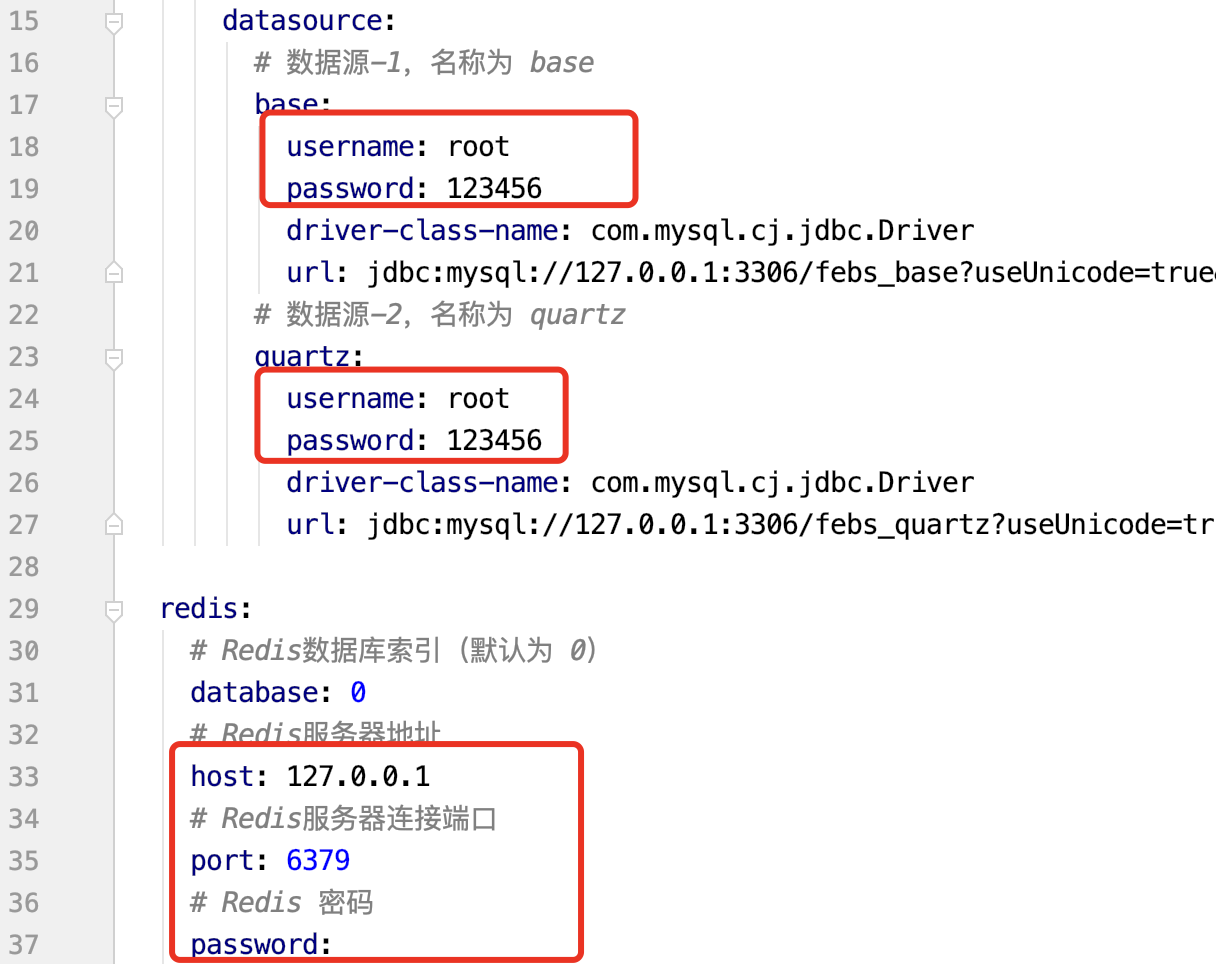 15 datasource:
16 # 数据源-1，名称为 base
17 base:
18 username: root
19 password: 123456
20 driver-class-name: com.mysql.cj.jdbc.Driver
21 url: jdbc:mysql://127.0.0.1:3306/febs_base?useUnicode=true&
22 # 数据源-2，名称为 quartz
23 quartz:
24 username: root
25 password: 123456
26 driver-class-name: com.mysql.cj.jdbc.Driver
27 url: jdbc:mysql://127.0.0.1:3306/febs_quartz?useUnicode=tr
28
29 redis:
30 # Redis数据库索引（默认为 0）
31 database: 0
32 # Redis服务器地址
33 host: 127.0.0.1
34 # Redis服务器连接端口
35 port: 6379
36 # Redis 密码
37 password: